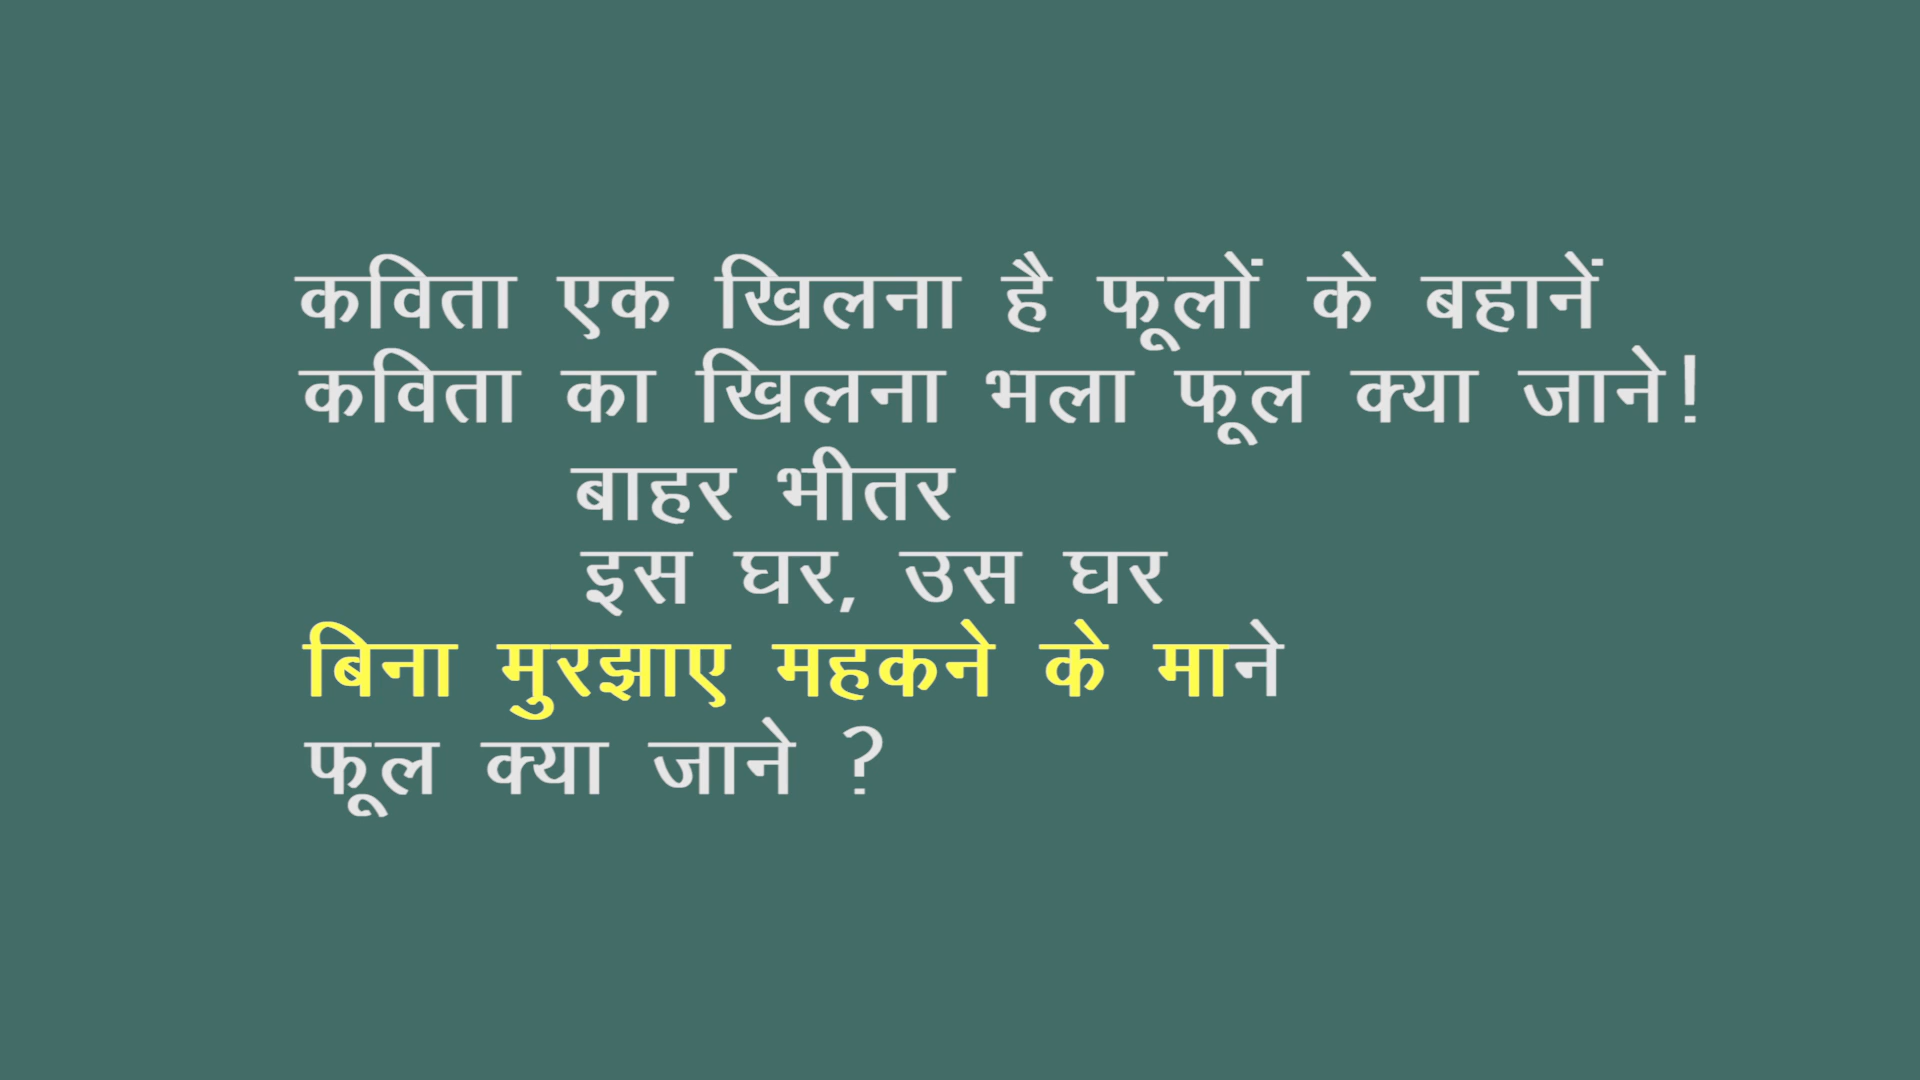 कविता एक खिलना है फूलों के बहानें
कविता का खिलना भला फूल क्या जाने!
बाहर भीतर
इस घर, उस घर
बिना मुरझाए महकने के माने
फूल क्या जाने ?